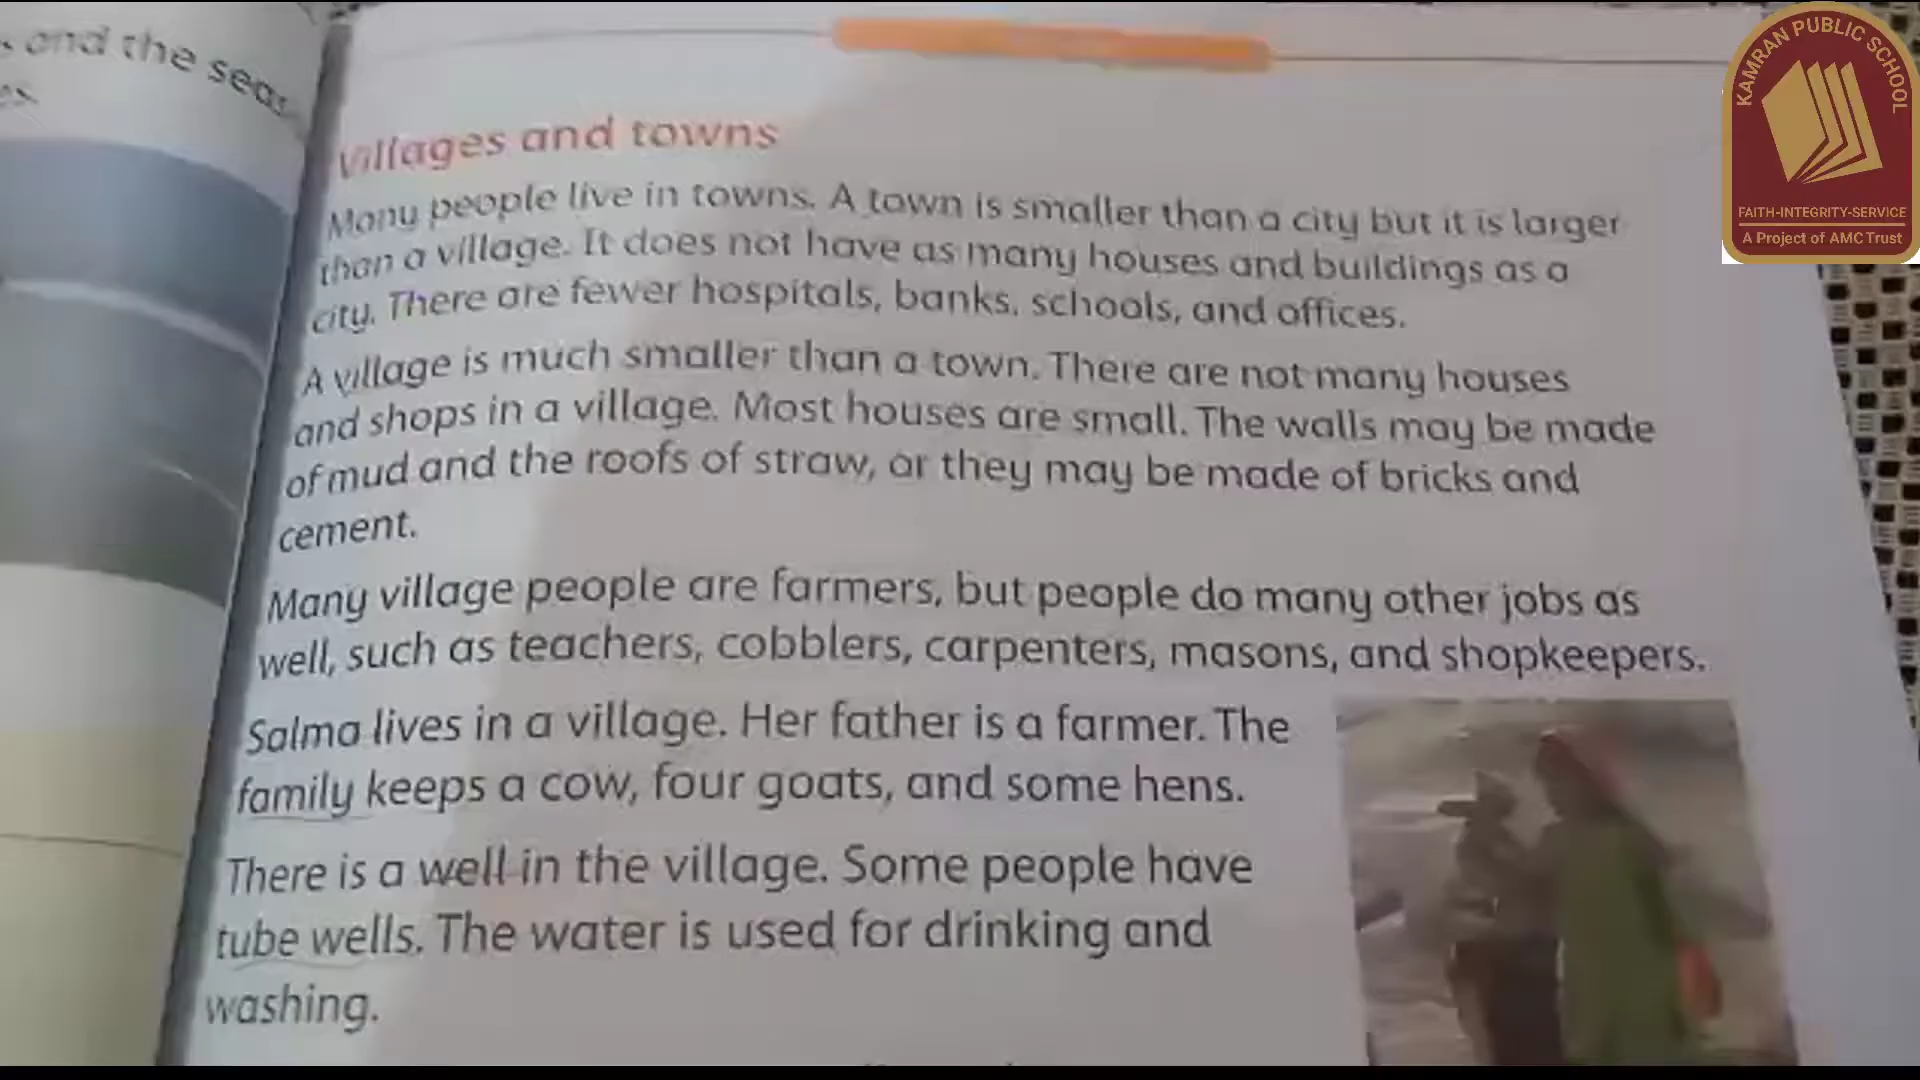 and the seas
Villages and towns
Many people live in towns. A town is smaller than a city but it is larger
than a village. It does not have as many houses and buildings as a
city. There are fewer hospitals, banks, schools, and offices.
A village is much smaller than a town. There are not many houses
and shops in a village. Most houses are small. The walls may be made
of mud and the roofs of straw, or they may be made of bricks and
cement.
Many village people are farmers, but people do many other jobs as
well, such as teachers, cobblers, carpenters, masons, and shopkeepers.
Salma lives in a village. Her father is a farmer. The
family keeps a cow, four goats, and some hens.
There is a well in the village. Some people have
tube wells. The water is used for drinking and
washing.
KAMRAN PUBLIC SCHOOL
FAITH-INTEGRITY-SERVICE
A Project of AMC Trust